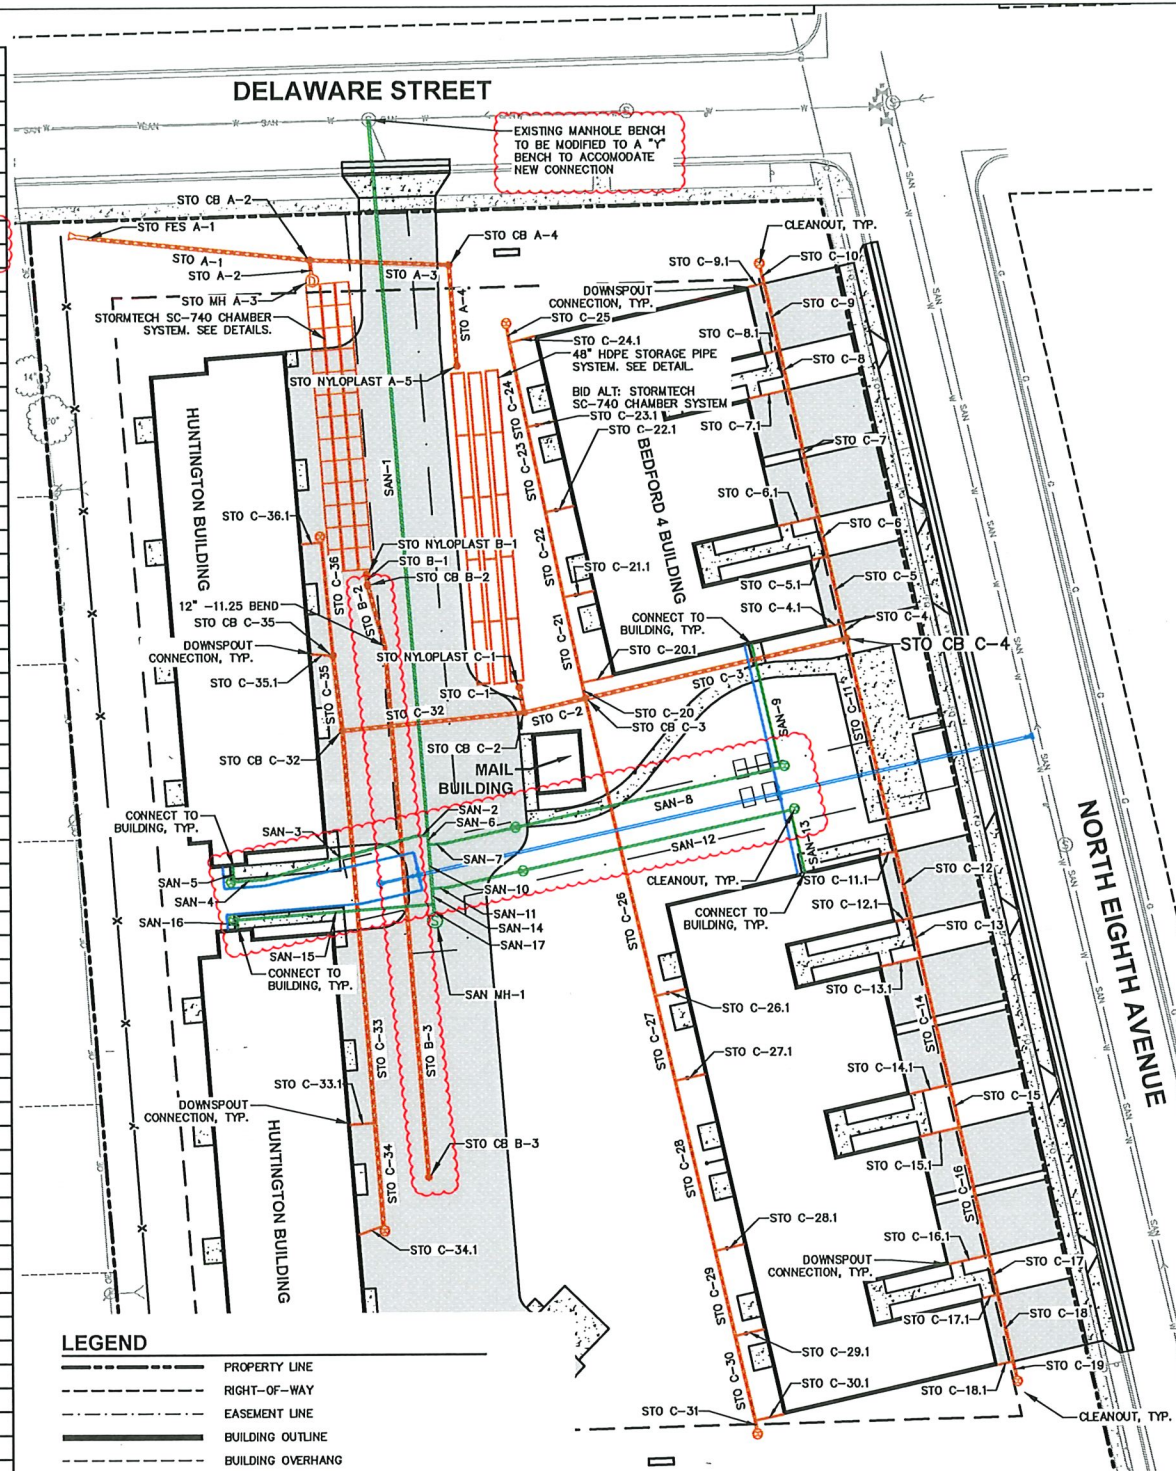 DELAWARE STREET
EXISTING MANHOLE BENCH
TO BE MODIFIED TO A "Y"
BENCH TO ACCOMODATE
NEW CONNECTION
STO CB A-2
STO FES A-1
STO A-1
STO A-2
STO A-3
STO CB A-4
STO MH A-3
STORMTECH SC-740 CHAMBER
SYSTEM. SEE DETAILS.
STO A-4
STO NYLOPLAST A-5
CLEANOUT, TYP.
STO C-9.1
STO C-10
DOWNSPOUT
CONNECTION, TYP.
STO C-25
STO C-9
STO C-24.1
STO C-8.1
STO C-8
48" HDPE STORAGE PIPE
SYSTEM. SEE DETAIL.
BID ALT: STORMTECH
SC-740 CHAMBER SYSTEM
STO C-24
STO C-23.1
STO C-7.1
STO C-22.1
STO C-23
STO C-7
14"
20"
HUNTINGTON BUILDING
SAN-1
BEDFORD 4 BUILDING
STO C-6.1
STO C-6
STO C-36.1
STO C-22
STO NYLOPLAST B-1
STO B-1
STO CB B-2
STO C-36
STO B-2
STO C-21.1
STO C-5
STO C-5.1
STO C-4.1
STO C-4
12" -11.25 BEND
STO CB C-35
CONNECT TO
BUILDING, TYP.
STO C-21
STO CB C-4
DOWNSPOUT
CONNECTION, TYP.
STO C-35.1
STO C-35
STO NYLOPLAST C-1
STO C-20.1
STO C-3
STO C-1
STO C-32
STO C-2
STO C-20
STO CB C-3
SAN-9
STO C-11
STO CB C-32
STO CB C-2
MAIL
BUILDING
CONNECT TO
BUILDING, TYP.
SAN-3
SAN-2
SAN-6
SAN-8
SAN-7
SAN-12
SAN-13
SAN-5
SAN-4
SAN-10
CLEANOUT, TYP.
STO C-11.1
STO C-12
SAN-16
SAN-11
SAN-14
SAN-17
STO C-12.1
STO C-26
CONNECT TO
BUILDING, TYP.
STO C-13
SAN-15
CONNECT TO
BUILDING, TYP.
STO C-13.1
SAN MH-1
STO C-26.1
STO C-14
NORTH EIGHTH AVENUE
STO C-33
STO B-3
STO C-27
STO C-27.1
STO C-14.1
STO C-33.1
STO C-15
DOWNSPOUT
CONNECTION, TYP.
STO C-28
STO C-15.1
STO CB B-3
HUNTINGTON BUILDING
STO C-34
STO C-16
STO C-28.1
STO C-16.1
STO C-34.1
DOWNSPOUT
CONNECTION, TYP.
STO C-17
STO C-29
STO C-17.1
STO C-18
STO C-29.1
STO C-30
STO C-19
STO C-30.1
STO C-18.1
STO C-31
CLEANOUT, TYP.
LEGEND
PROPERTY LINE
RIGHT-OF-WAY
EASEMENT LINE
BUILDING OUTLINE
BUILDING OVERHANG